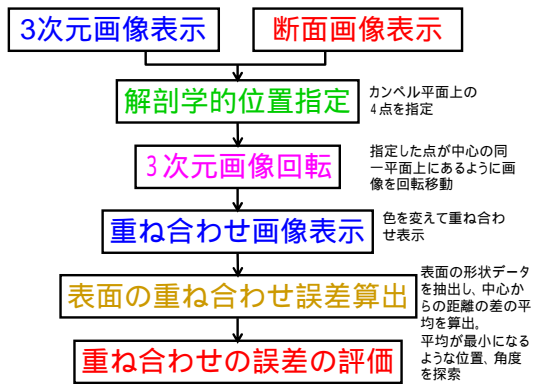 3次元画像表示
断面画像表示
解剖学的位置指定
カンペル平面上の
4点を指定
3次元画像回転
指定した点が中心の同
一平面上にあるように画
像を回転移動
重ね合わせ画像表示
色を変えて重ね合わ
せ表示
表面の重ね合わせ誤差算出
表面の形状データ
を抽出し、中心か
らの距離の差の平
均を算出。
平均が最小になる
ような位置、角度
を探索
重ね合わせの誤差の評価